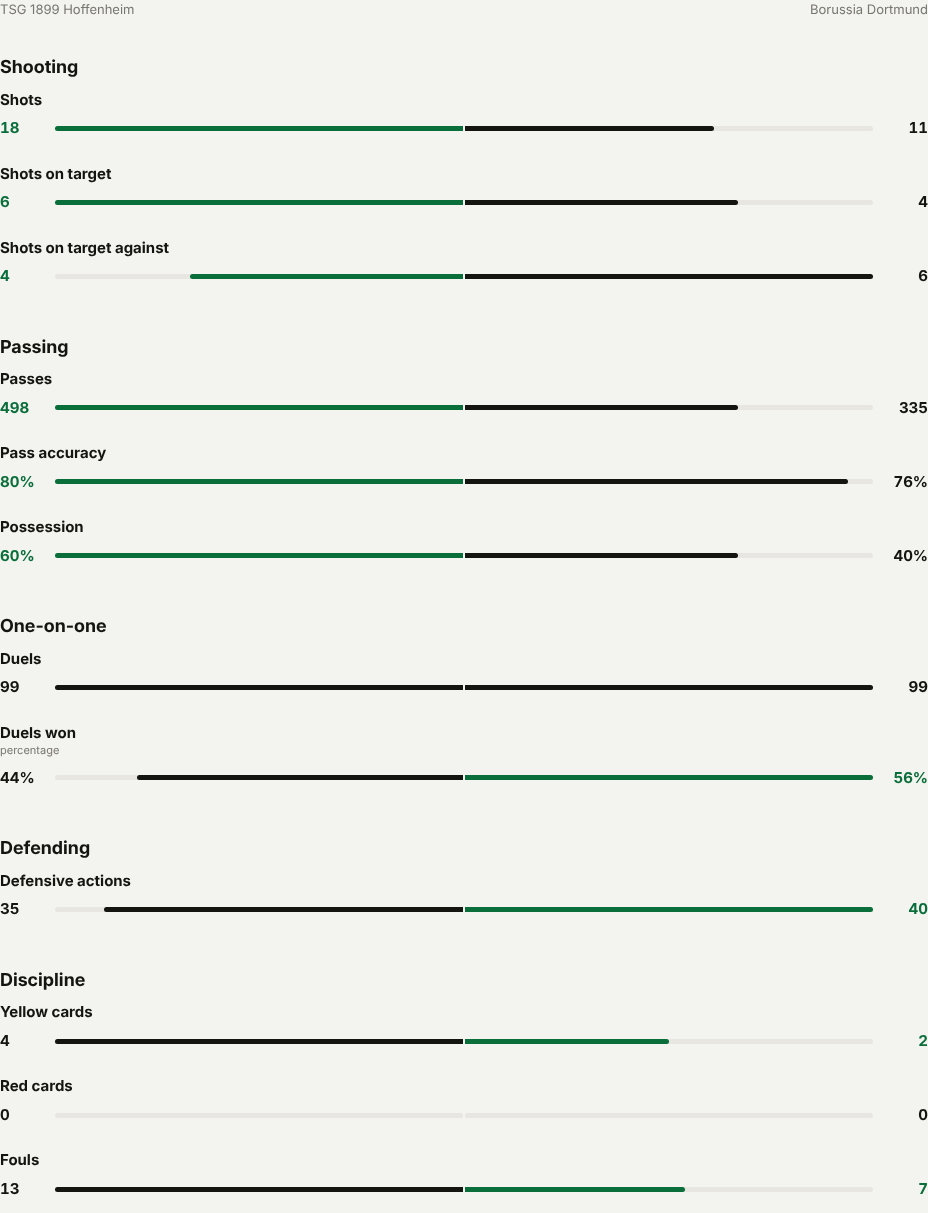 TSG 1899 Hoffenheim Borussia Dortmund
Shooting
Shots
18 11
Shots on target
6 4
Shots on target against
4 6
Passing
Passes
498 335
Pass accuracy
80% 76%
Possession
60% 40%
One-on-one
Duels
99 99
Duels won
percentage
44% 56%
Defending
Defensive actions
35 40
Discipline
Yellow cards
4 2
Red cards
0 0
Fouls
13 7